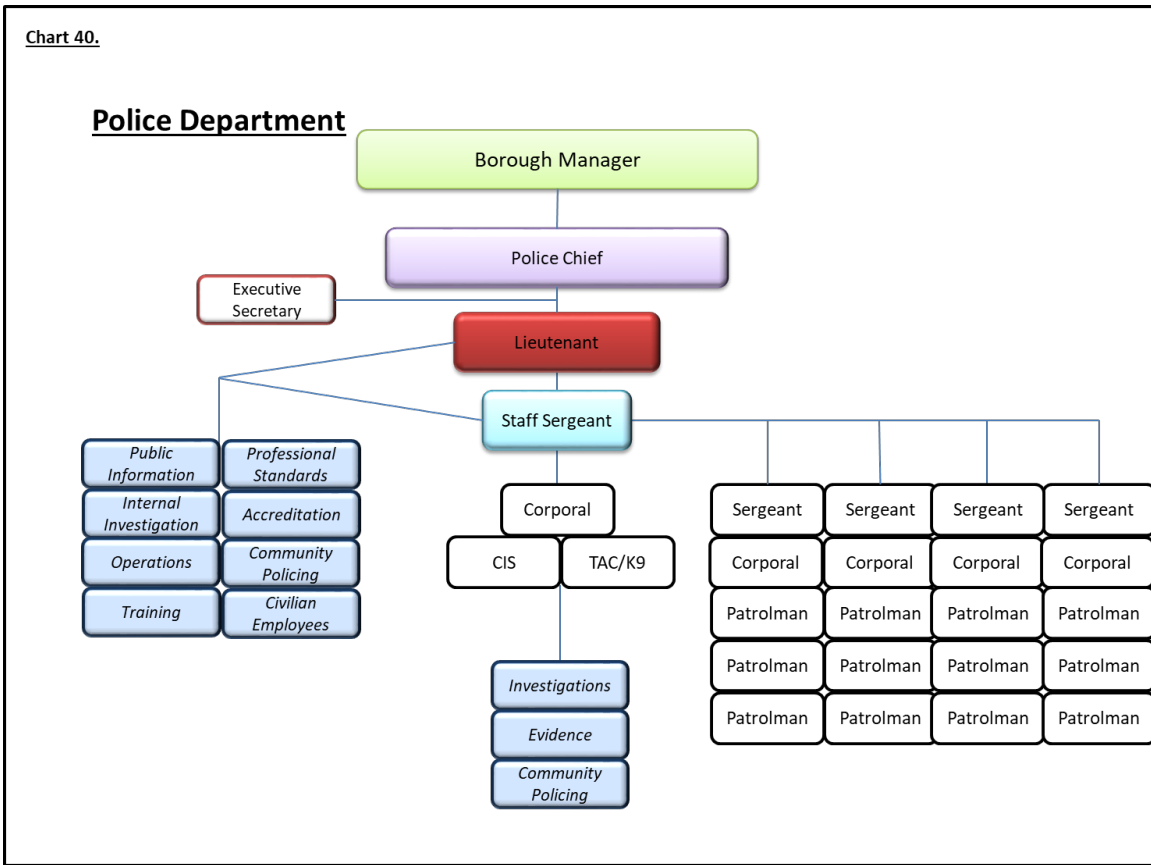 Chart 40.
Police Department
Borough Manager
Police Chief
Executive
Secretary
Lieutenant
Staff Sergeant
Public
Information
Professional
Standards
Internal
Investigation
Accreditation
Operations
Community
Policing
Training
Civilian
Employees
Corporal
CIS
TAC/K9
Investigations
Evidence
Community
Policing
Sergeant
Sergeant
Sergeant
Sergeant
Corporal
Corporal
Corporal
Corporal
Patrolman
Patrolman
Patrolman
Patrolman
Patrolman
Patrolman
Patrolman
Patrolman
Patrolman
Patrolman
Patrolman
Patrolman